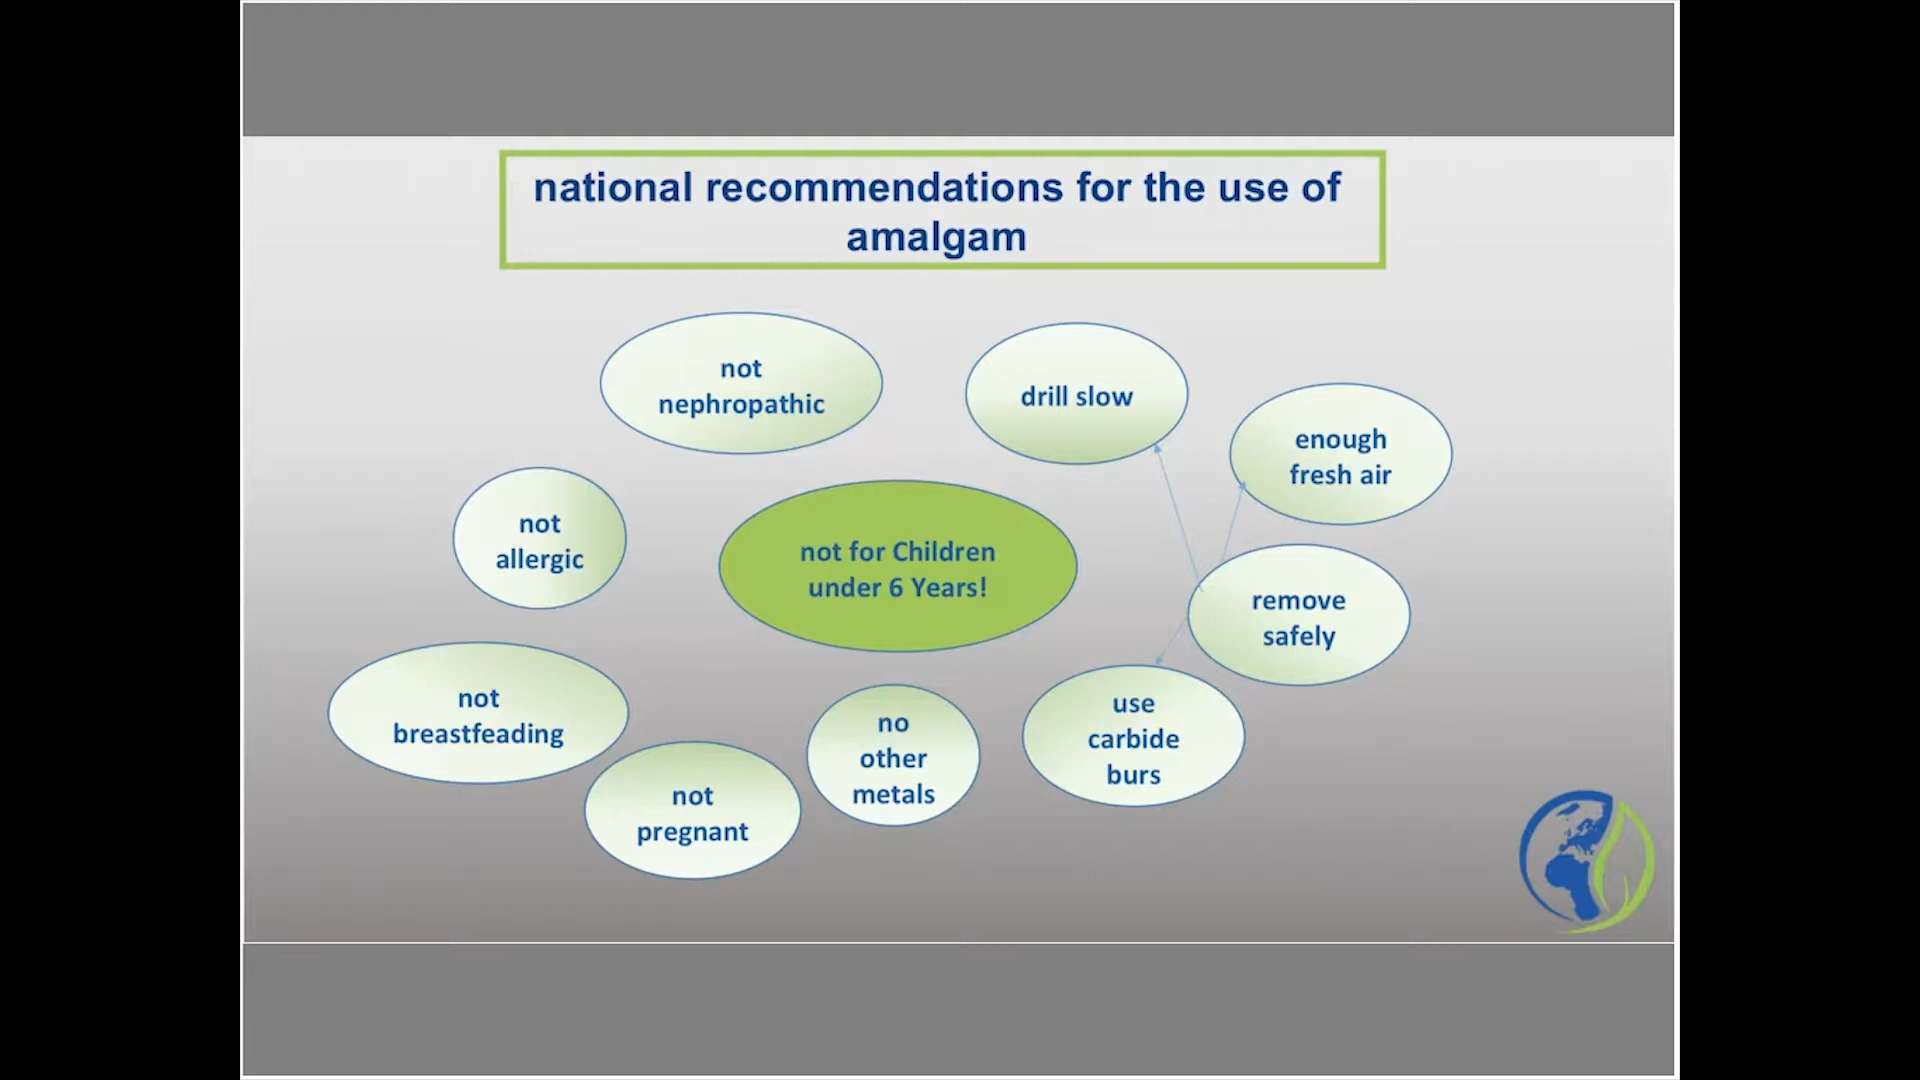 national recommendations for the use of
amalgam
not
nephropathic
drill slow
enough
fresh air
not
allergic
not for Children
under 6 Years!
remove
safely
not
breastfeading
no
other
metals
use
carbide
burs
not
pregnant